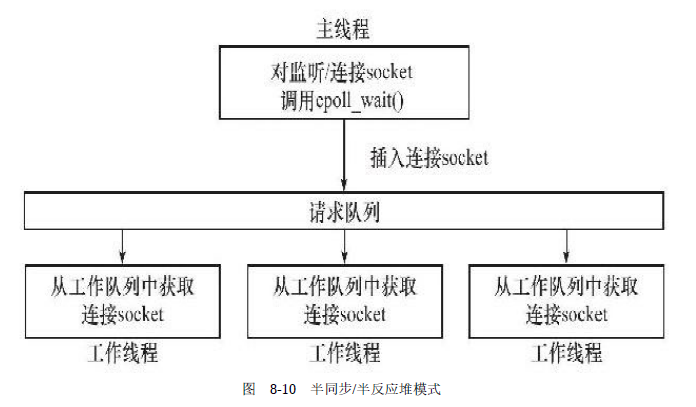 主线程
对监听/连接socket
调用epoll_wait()
插入连接socket
请求队列
从工作队列中获取
连接socket
工作线程
从工作队列中获取
连接socket
工作线程
从工作队列中获取
连接socket
工作线程
图 8-10 半同步/半反应堆模式